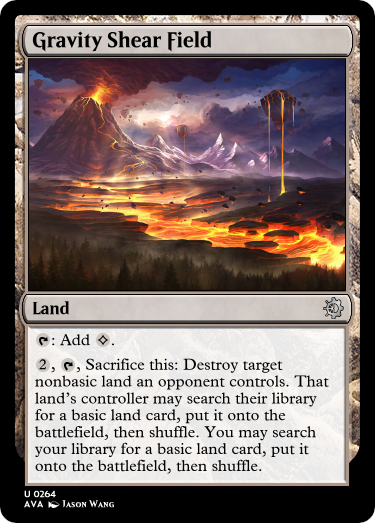 Gravity Shear Field
Land
: Add .
2, , Sacrifice this: Destroy target
nonbasic land an opponent controls. That
land's controller may search their library
for a basic land card, put it onto the
battlefield, then shuffle. You may search
your library for a basic land card, put it
onto the battlefield, then shuffle.
U 0264
AVA Jason Wang